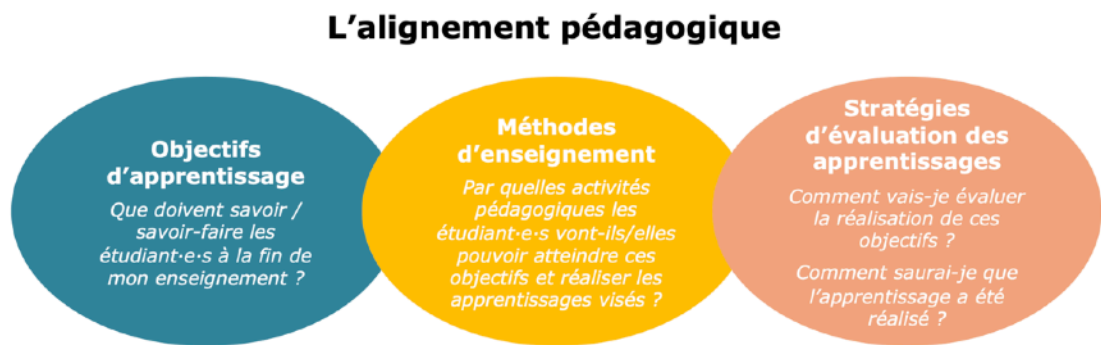 L'alignement pédagogique
Objectifs
d'apprentissage
Que doivent savoir /
savoir-faire les
étudiant·e·s à la fin de
mon enseignement ?
Méthodes
d'enseignement
Par quelles activités
pédagogiques les
étudiant·e·s vont-ils/elles
pouvoir atteindre ces
objectifs et réaliser les
apprentissages visés ?
Stratégies
d'évaluation des
apprentissages
Comment vais-je évaluer
la réalisation de ces
objectifs ?
Comment saurai-je que
l'apprentissage a été
réalisé ?